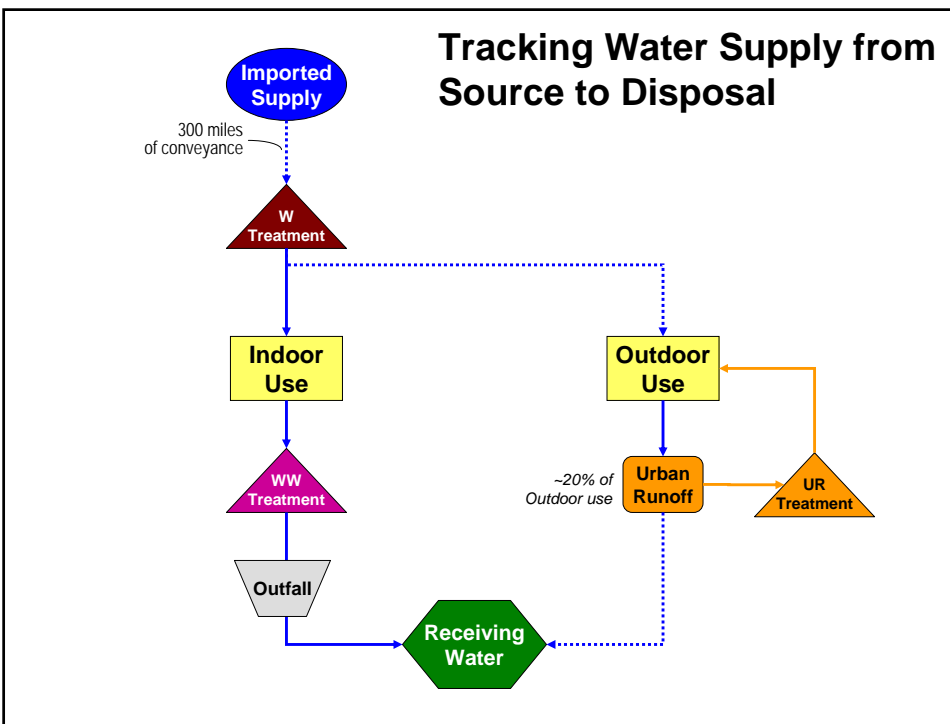 Tracking Water Supply from
Source to Disposal
Imported
Supply
300 miles
of conveyance
W
Treatment
Indoor
Use
Outdoor
Use
WW
Treatment
~20% of
Outdoor use
Urban
Runoff
UR
Treatment
Outfall
Receiving
Water